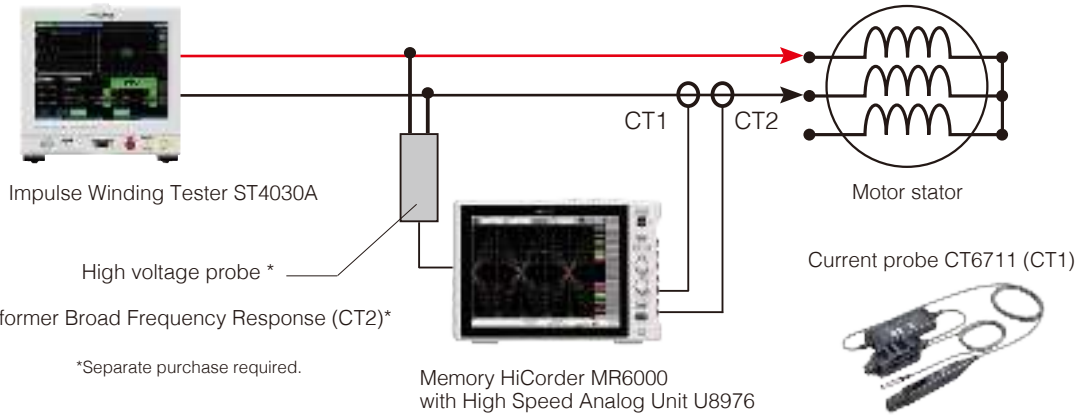 CT1
CT2
Impulse Winding Tester ST4030A
Motor stator
High voltage probe *
Current probe CT6711 (CT1)
former Broad Frequency Response (CT2)*
*Separate purchase required.
Memory HiCorder MR6000
with High Speed Analog Unit U8976